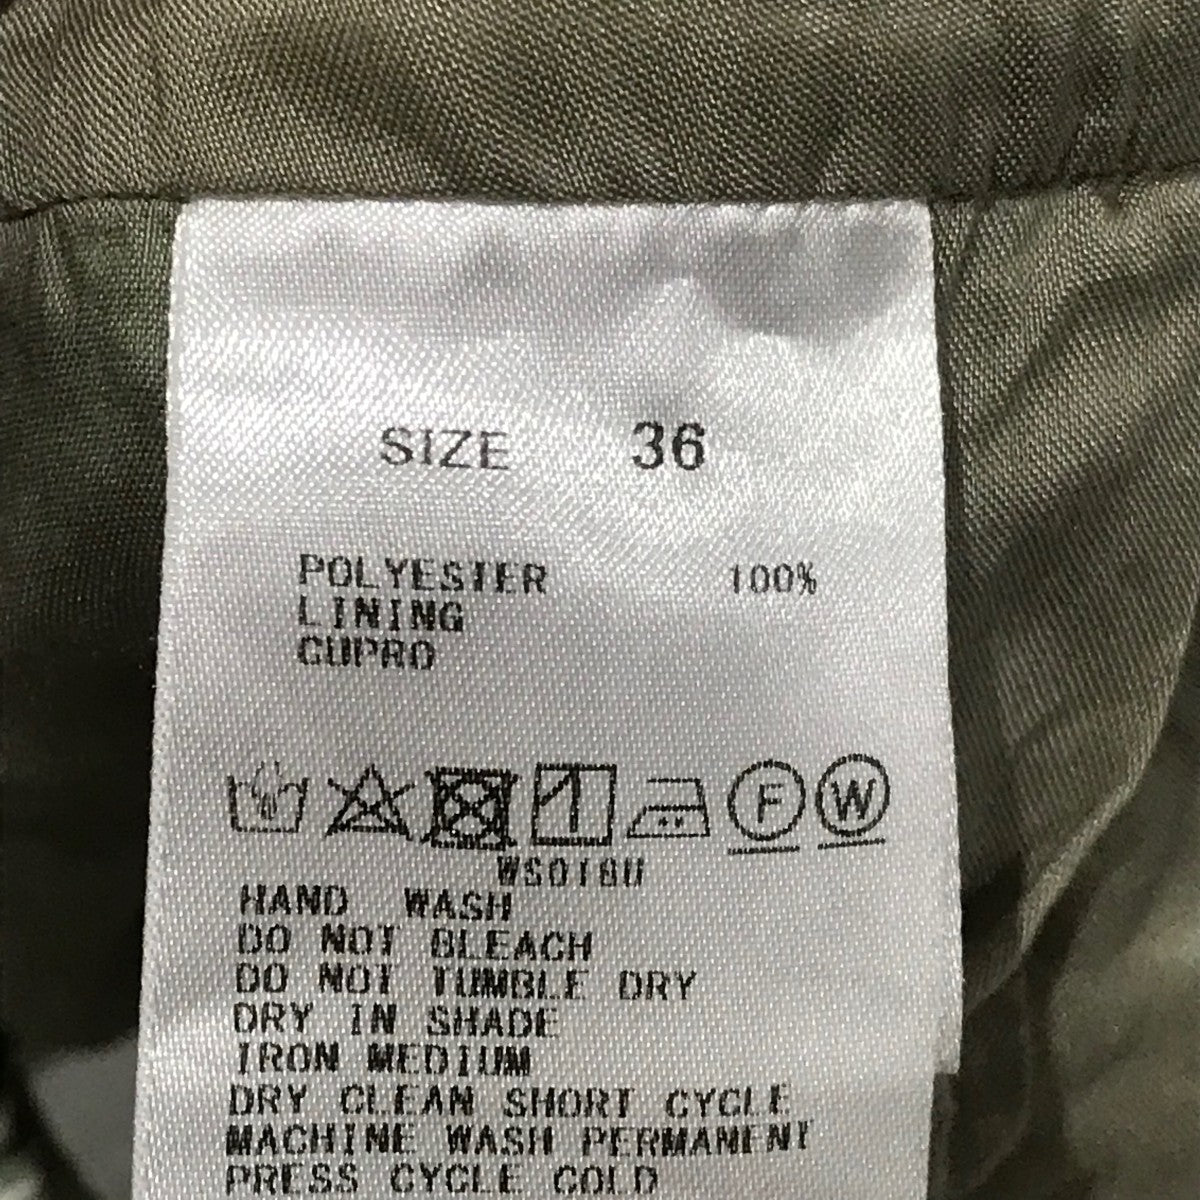 SIZE 36
POLYESTER 100%
LINING
CUPRO
F W
WS018U
HAND WASH
DO NOT BLEACH
DO NOT TUMBLE DRY
DRY IN SHADE
IRON MEDIUM
DRY CLEAN SHORT CYCLE
MACHINE WASH PERMANENT
PRESS CYCLE COLD